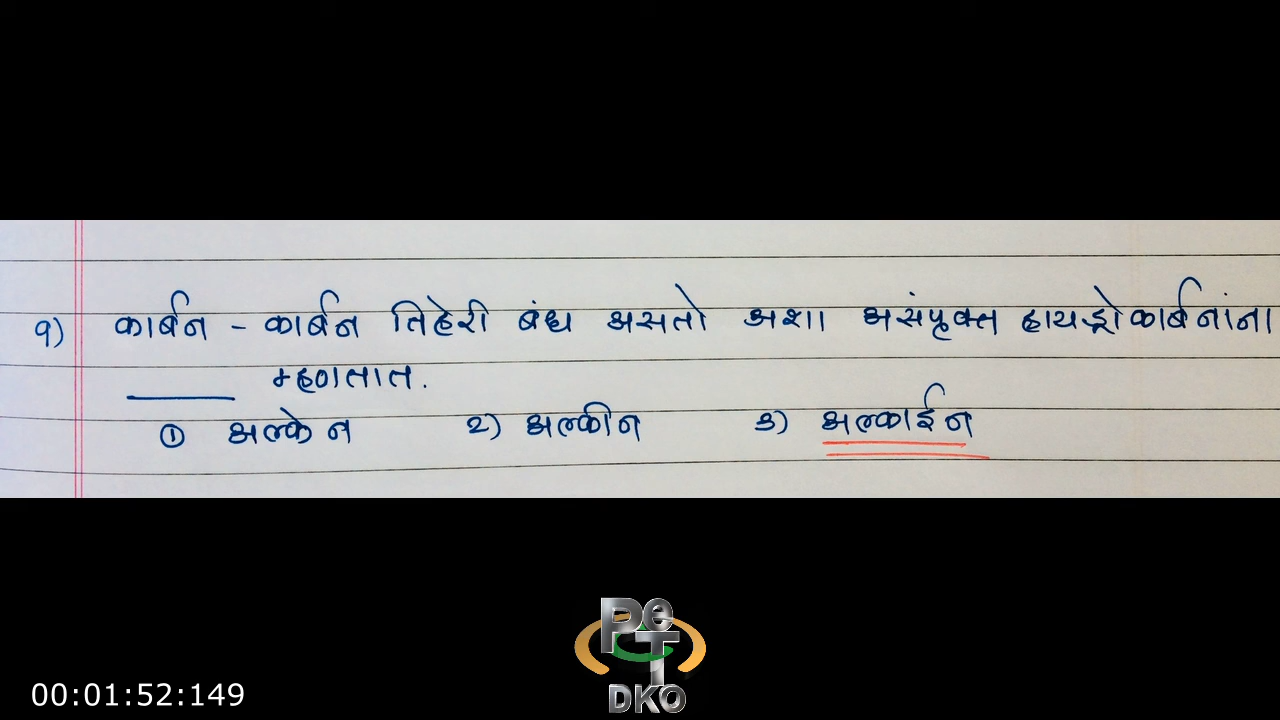 १) कार्बन - कार्बन तिहेरी बंध असतो अशा असंपृक्त हायड्रोकार्बनांना
______ म्हणतात.
① अल्केन २) अल्कीन ३) अल्काईन
PeT
DKO
00:01:52:149